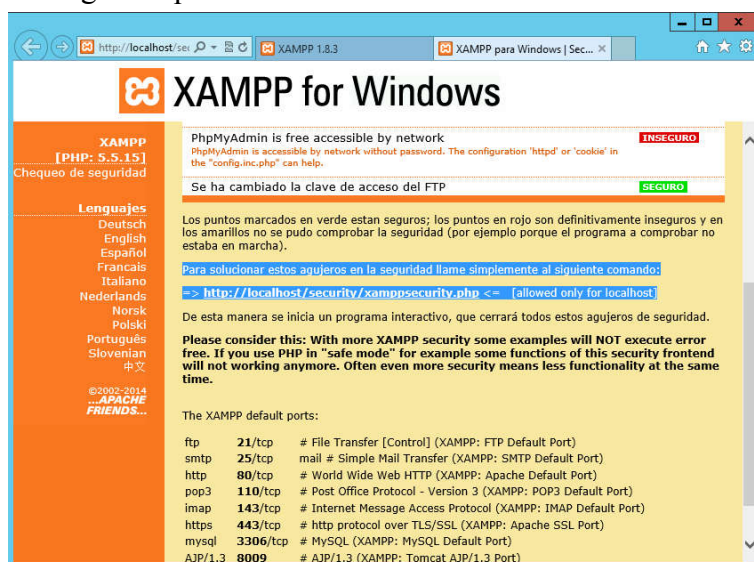 http://localhost/sec
XAMPP 1.8.3
XAMPP para Windows | Sec...
XAMPP for Windows
XAMPP
[PHP: 5.5.15]
Chequeo de seguridad
Lenguajes
Deutsch
English
Español
Francais
Italiano
Nederlands
Norsk
Polski
Português
Slovenian
中文
©2002-2014
...APACHE
FRIENDS...
PhpMyAdmin is free accessible by network
INSEGURO
PhpMyAdmin is accessible by network without password. The configuration 'httpd' or 'cookie' in
the "config.inc.php" can help.
Se ha cambiado la clave de acceso del FTP
SEGURO
Los puntos marcados en verde estan seguros; los puntos en rojo son definitivamente inseguros y en
los amarillos no se pudo comprobar la seguridad (por ejemplo porque el programa a comprobar no
estaba en marcha).
Para solucionar estos agujeros en la seguridad llame simplemente al siguiente comando:
=> http://localhost/security/xamppsecurity.php <= [allowed only for localhost]
De esta manera se inicia un programa interactivo, que cerrará todos estos agujeros de seguridad.
Please consider this: With more XAMPP security some examples will NOT execute error
free. If you use PHP in "safe mode" for example some functions of this security frontend
will not working anymore. Often even more security means less functionality at the same
time.
The XAMPP default ports:
ftp 21/tcp # File Transfer [Control] (XAMPP: FTP Default Port)
smtp 25/tcp mail # Simple Mail Transfer (XAMPP: SMTP Default Port)
http 80/tcp # World Wide Web HTTP (XAMPP: Apache Default Port)
pop3 110/tcp # Post Office Protocol - Version 3 (XAMPP: POP3 Default Port)
imap 143/tcp # Internet Message Access Protocol (XAMPP: IMAP Default Port)
https 443/tcp # http protocol over TLS/SSL (XAMPP: Apache SSL Port)
mysql 3306/tcp # MySQL (XAMPP: MySQL Default Port)
AJP/1.3 8009 # AJP/1.3 (XAMPP: Tomcat AJP/1.3 Port)